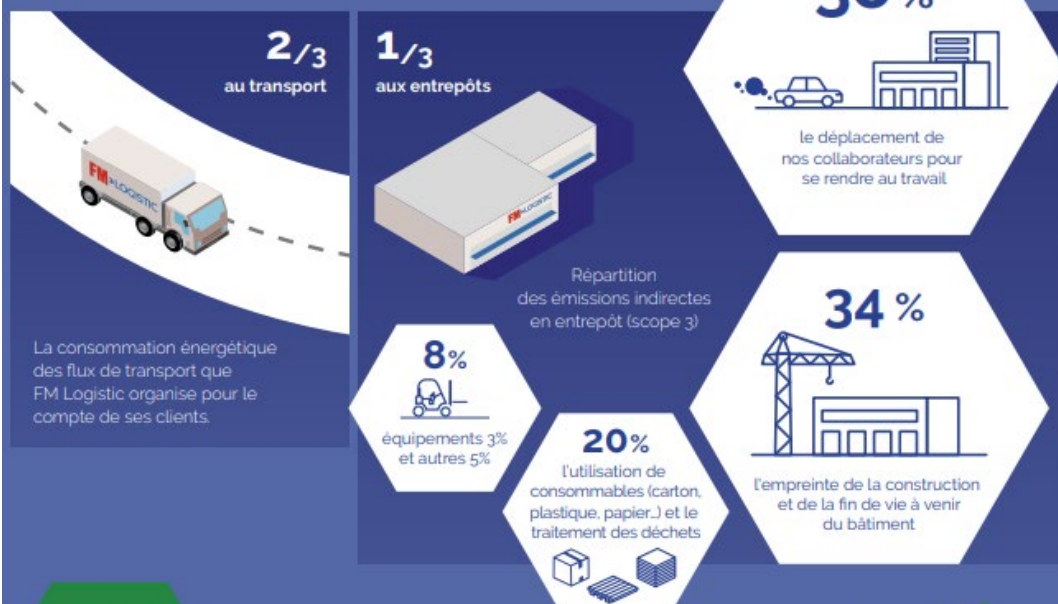 2/3
au transport
La consommation énergétique
des flux de transport que
FM Logistic organise pour le
compte de ses clients.
FM>LOGISTIC
1/3
aux entrepôts
FM>LOGISTIC
Répartition
des émissions indirectes
en entrepôt (scope 3)
38 %
le déplacement de
nos collaborateurs pour
se rendre au travail
34 %
l'empreinte de la construction
et de la fin de vie à venir
du bâtiment
8%
équipements 3%
et autres 5%
20%
l'utilisation de
consommables (carton,
plastique, papier…) et le
traitement des déchets